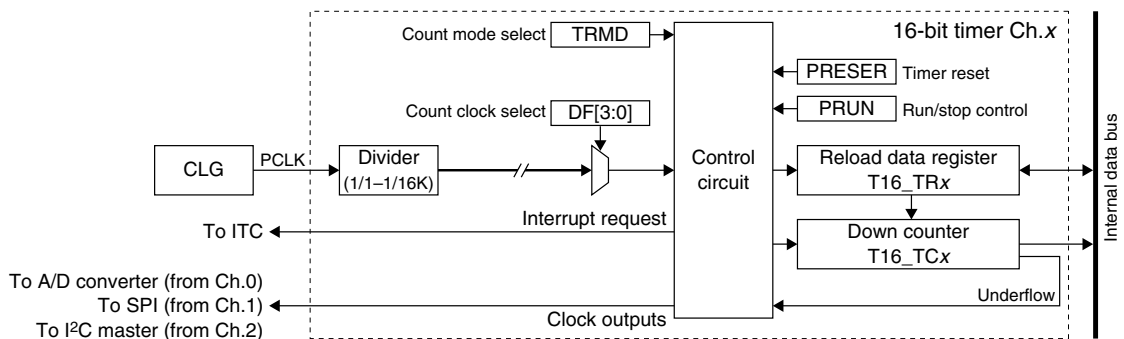 16-bit timer Ch.x
Count mode select
TRMD
PRESER
Timer reset
Count clock select
DF[3:0]
PRUN
Run/stop control
CLG
PCLK
Divider
(1/1–1/16K)
Control
circuit
Reload data register
T16_TRx
Internal data bus
Interrupt request
To ITC
Down counter
T16_TCx
To A/D converter (from Ch.0)
To SPI (from Ch.1)
To I²C master (from Ch.2)
Underflow
Clock outputs